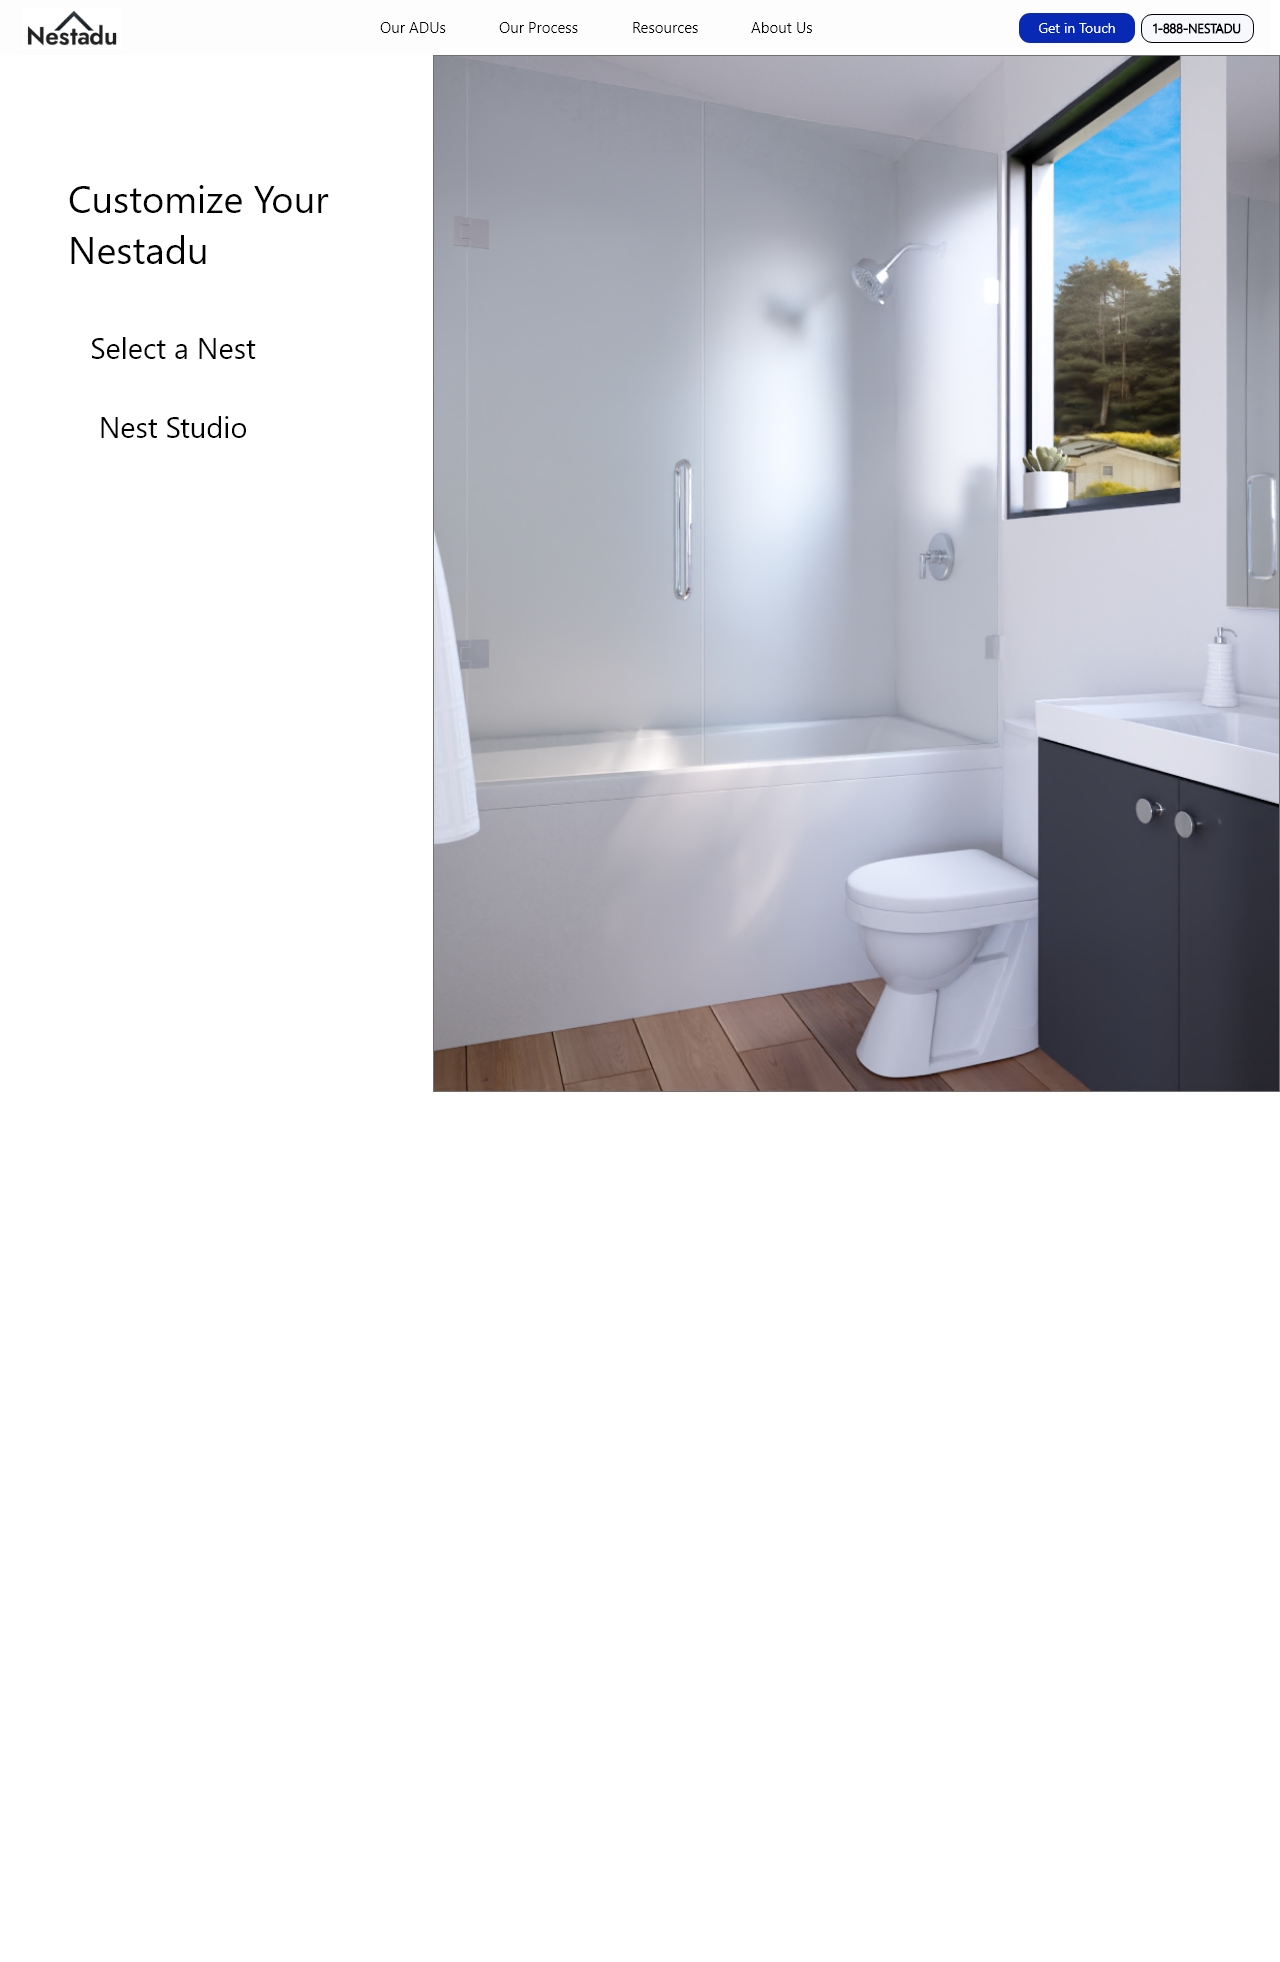 Nestadu
Our ADUs
Our Process
Resources
About Us
Get in Touch
1-888-NESTADU
Customize Your
Nestadu
Select a Nest
Nest Studio